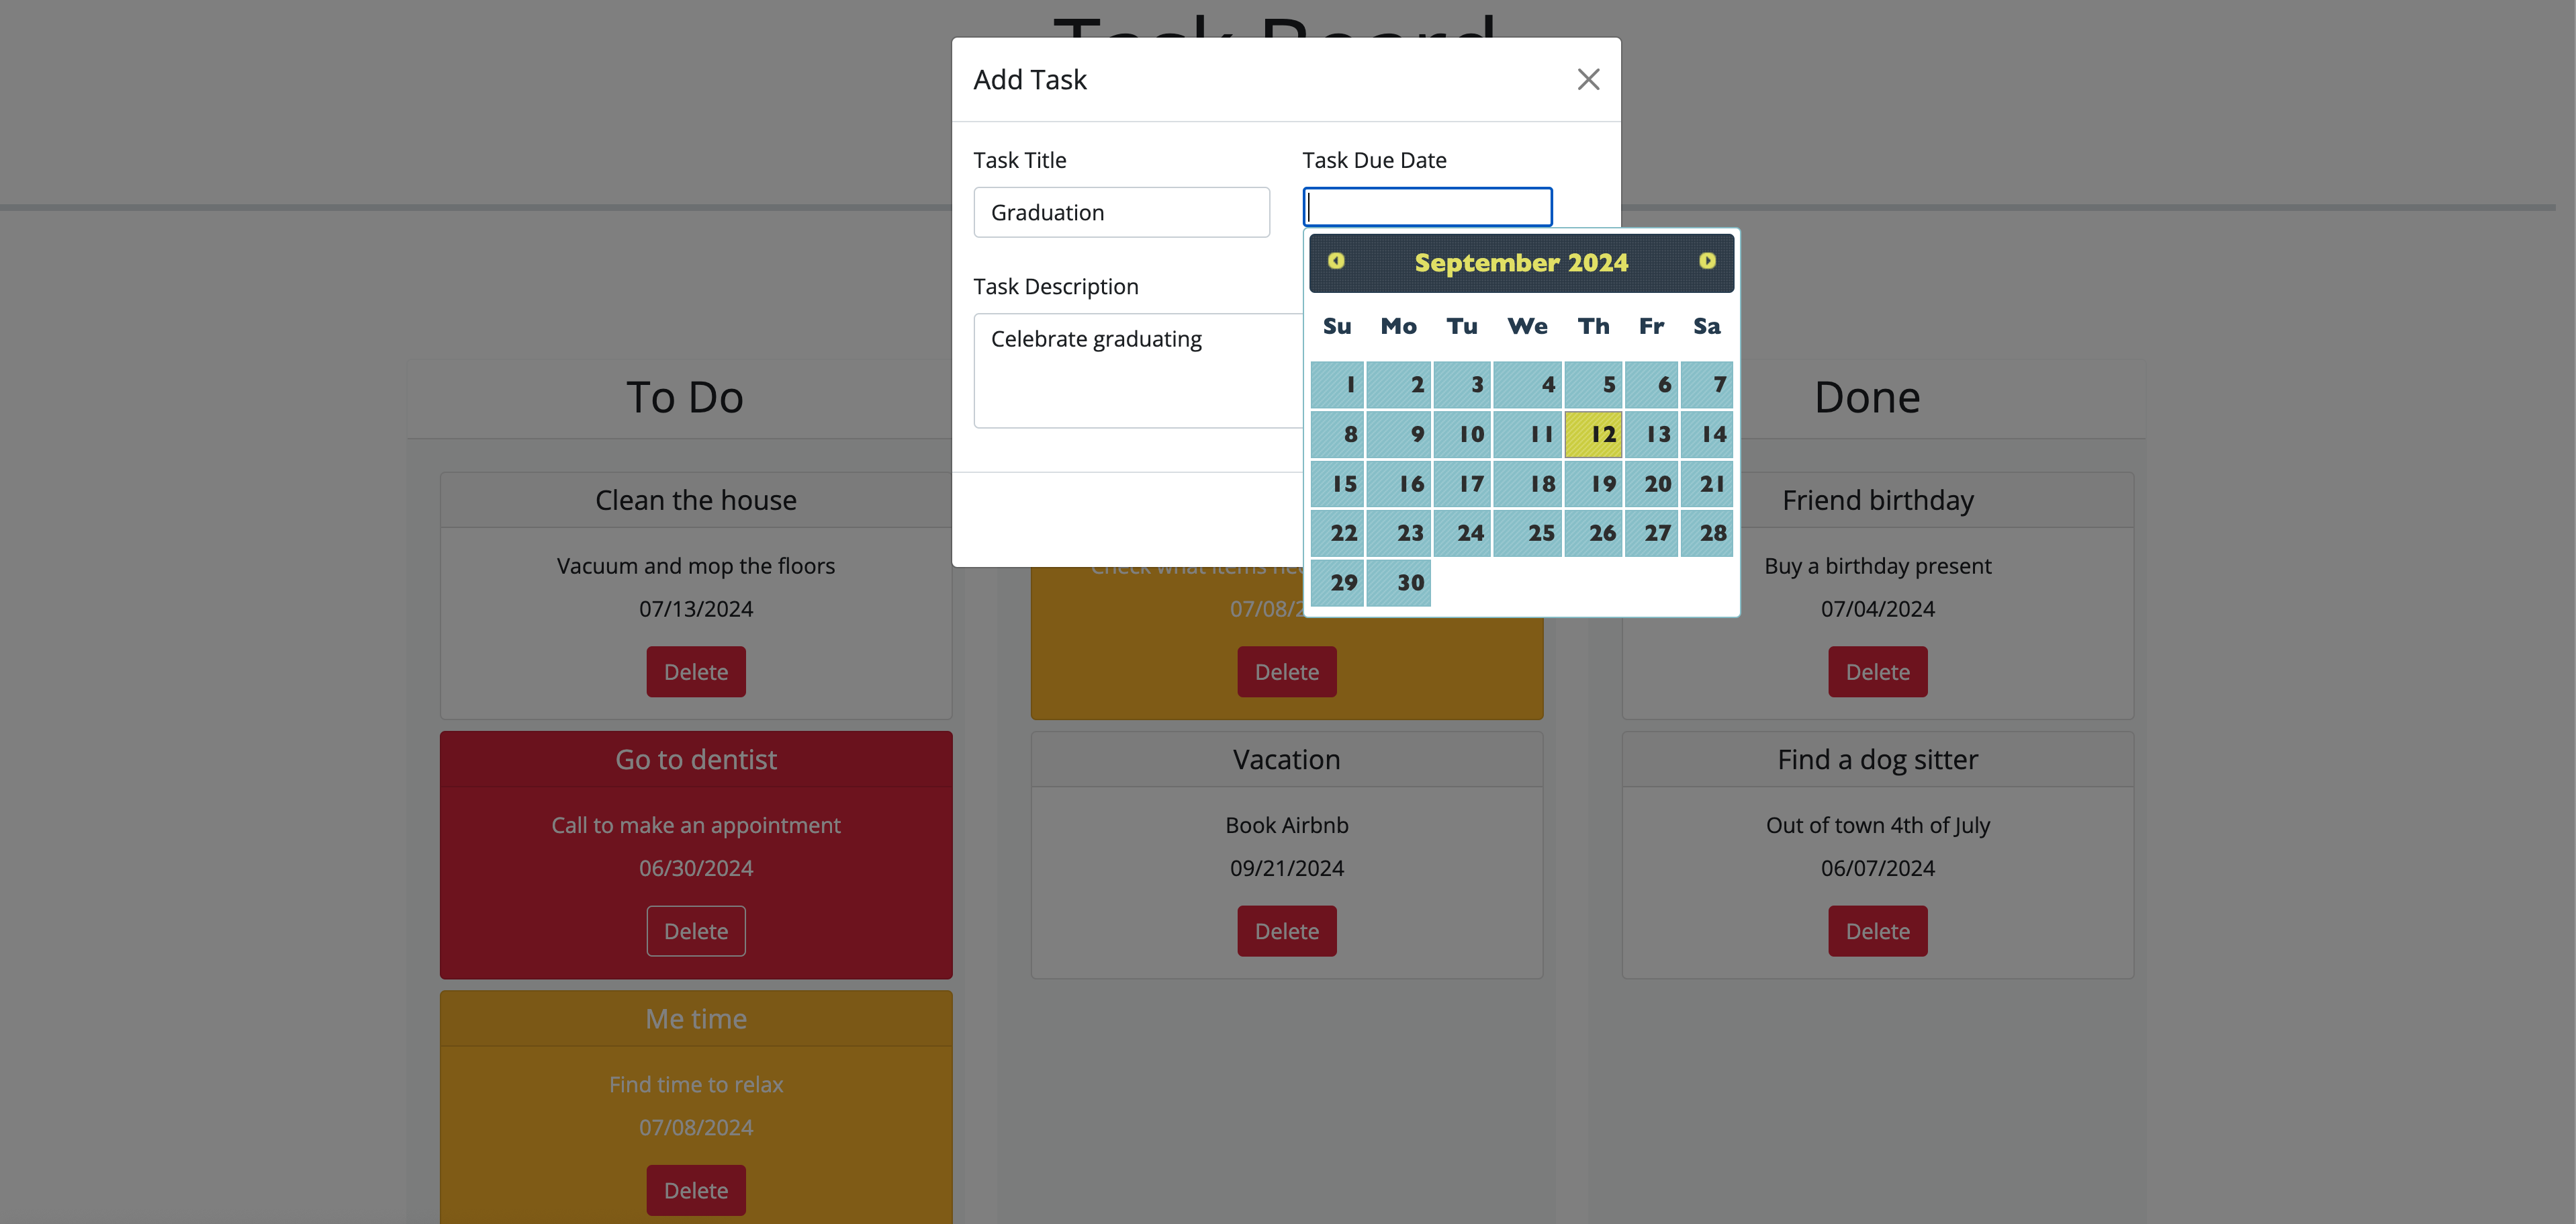 Task Board
Add Task
Task Title
Task Due Date
Graduation
Task Description
Celebrate graduating
September 2024
Su Mo Tu We Th Fr Sa
1 2 3 4 5 6 7
8 9 10 11 12 13 14
15 16 17 18 19 20 21
22 23 24 25 26 27 28
29 30
To Do
Clean the house
Vacuum and mop the floors
07/13/2024
Delete
Go to dentist
Call to make an appointment
06/30/2024
Delete
Me time
Find time to relax
07/08/2024
Delete
Check what items
07/08/2
Delete
Vacation
Book Airbnb
09/21/2024
Delete
Done
Friend birthday
Buy a birthday present
07/04/2024
Delete
Find a dog sitter
Out of town 4th of July
06/07/2024
Delete